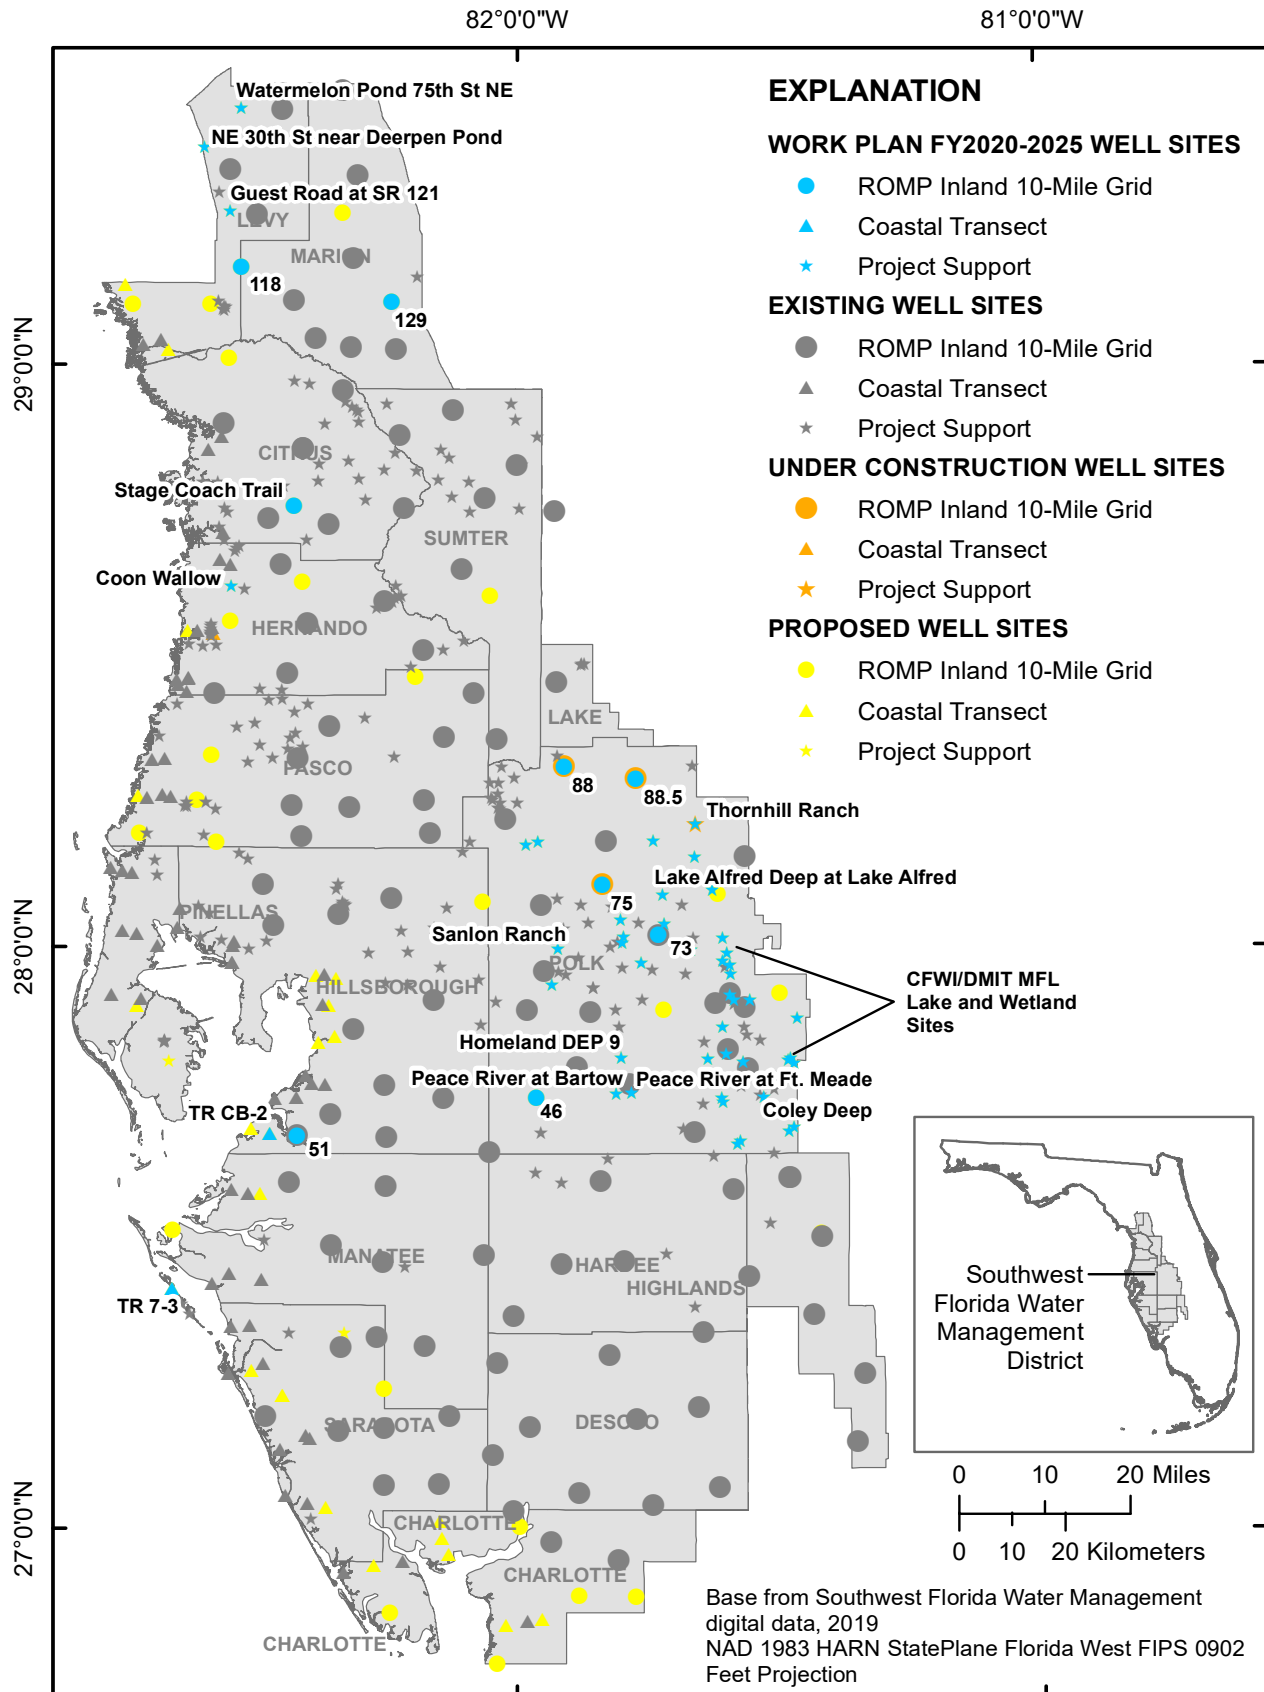 82°0'0"W
81°0'0"W
29°0'0"N
28°0'0"N
27°0'0"N
EXPLANATION
WORK PLAN FY2020-2025 WELL SITES
ROMP Inland 10-Mile Grid
Coastal Transect
Project Support
EXISTING WELL SITES
ROMP Inland 10-Mile Grid
Coastal Transect
Project Support
UNDER CONSTRUCTION WELL SITES
ROMP Inland 10-Mile Grid
Coastal Transect
Project Support
PROPOSED WELL SITES
ROMP Inland 10-Mile Grid
Coastal Transect
Project Support
Watermelon Pond 75th St NE
NE 30th St near Deerpen Pond
Guest Road at SR 121
LEVY
MARION
118
129
CITRUS
Stage Coach Trail
SUMTER
Coon Wallow
HERNANDO
LAKE
PASCO
88
88.5
Thornhill Ranch
Lake Alfred Deep at Lake Alfred
75
PINELLAS
Sanlon Ranch
73
POLK
HILLSBOROUGH
CFWI/DMIT MFL
Lake and Wetland
Sites
Homeland DEP 9
Peace River at Bartow
Peace River at Ft. Meade
46
Coley Deep
TR CB-2
51
MANATEE
HARDEE
HIGHLANDS
TR 7-3
SARASOTA
DESOTO
CHARLOTTE
CHARLOTTE
CHARLOTTE
Southwest
Florida Water
Management
District
0 10 20 Miles
0 10 20 Kilometers
Base from Southwest Florida Water Management
digital data, 2019
NAD 1983 HARN StatePlane Florida West FIPS 0902
Feet Projection